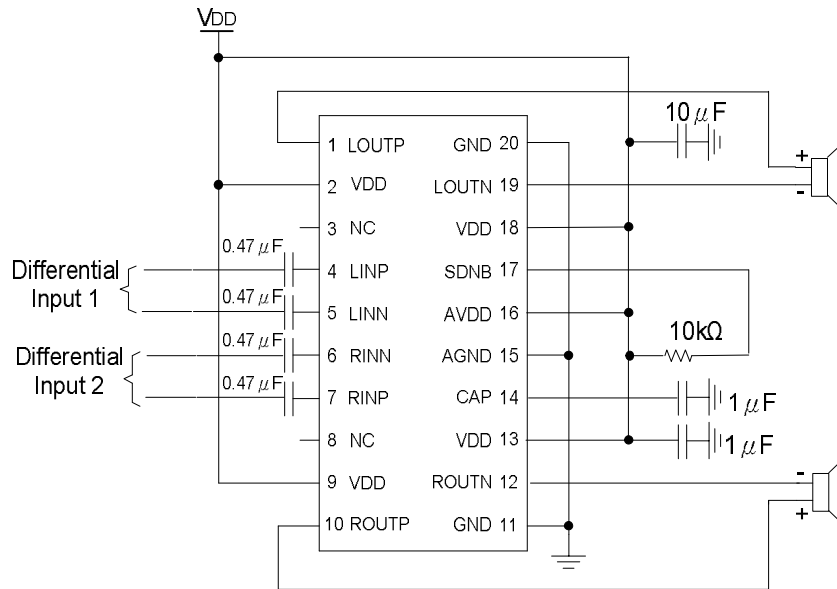 VDD
10μF
1 LOUTP GND 20
+
2 VDD LOUTN 19
-
3 NC VDD 18
0.47μF
Differential
Input 1
4 LINP SDNB 17
0.47μF
5 LINN AVDD 16
10kΩ
0.47μF
Differential
Input 2
6 RINN AGND 15
0.47μF
7 RINP CAP 14
1μF
8 NC VDD 13
1μF
9 VDD ROUTN 12
-
+
10 ROUTP GND 11